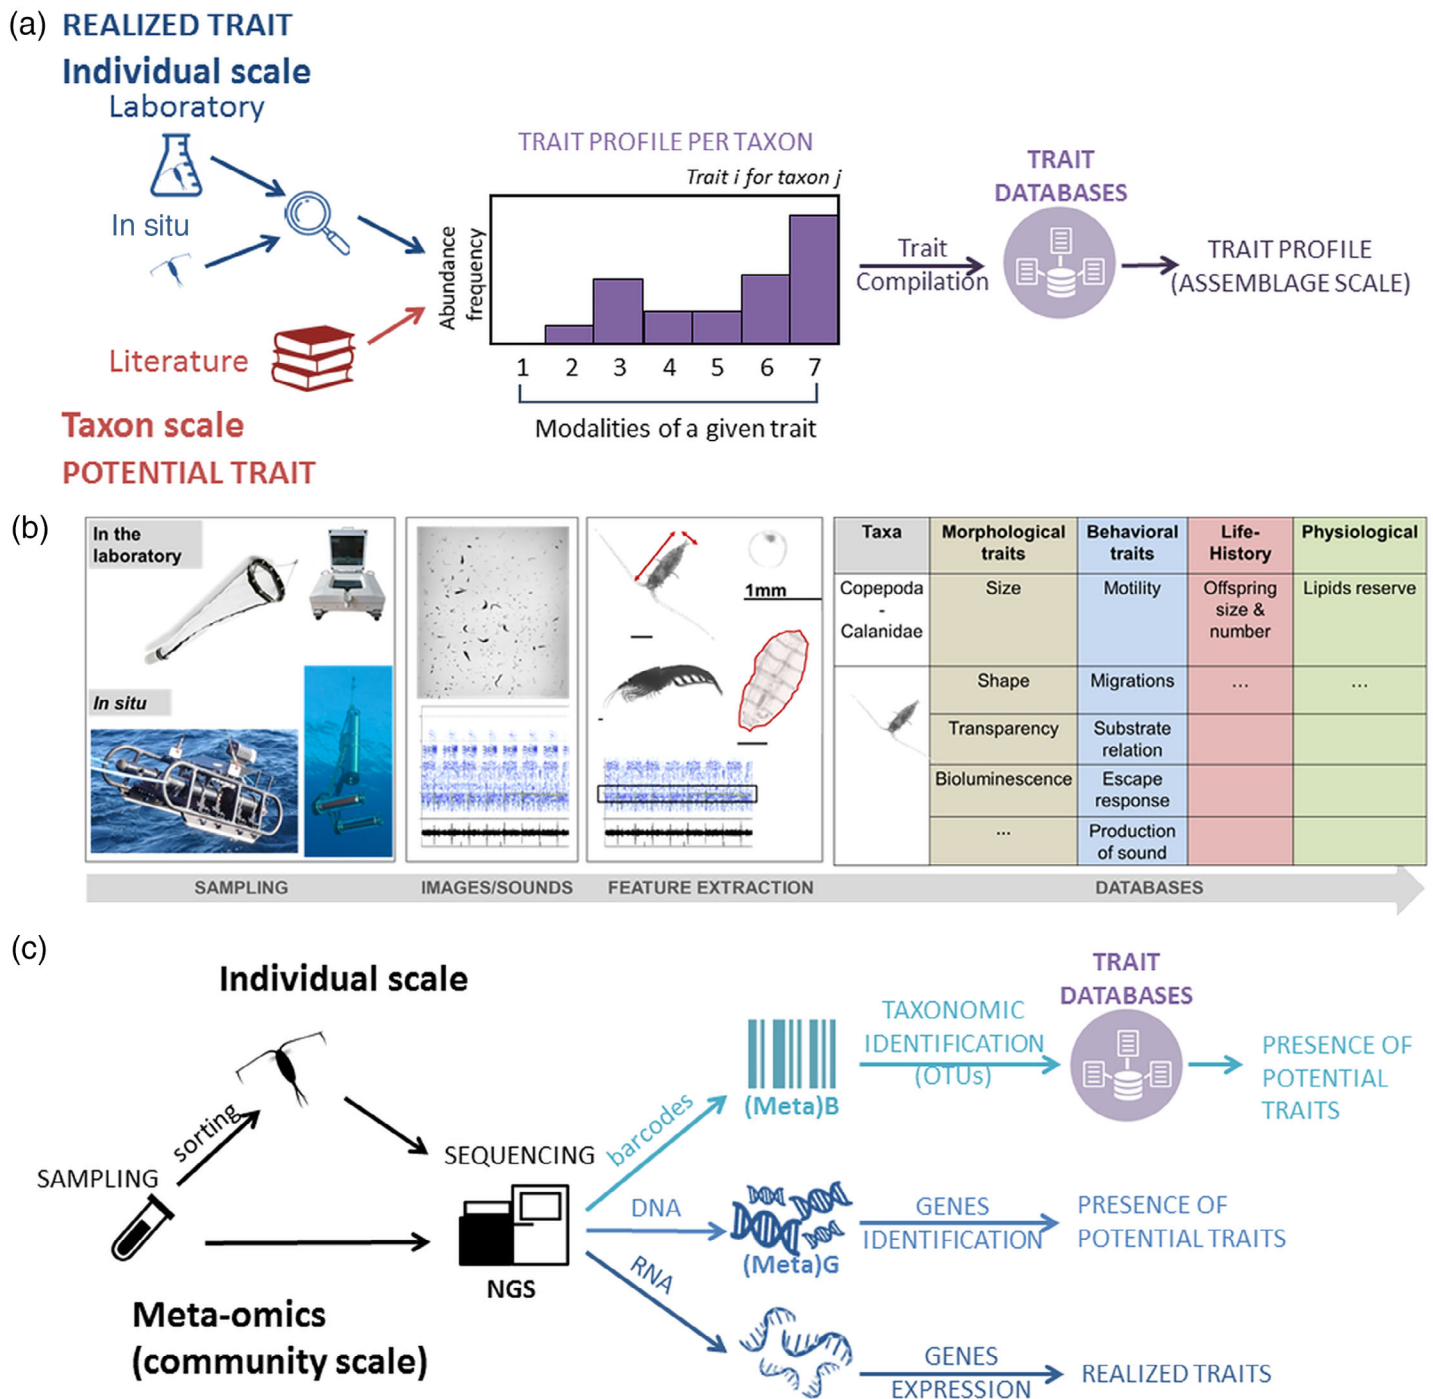 (a) REALIZED TRAIT
Individual scale
Laboratory
In situ
Literature
Taxon scale
POTENTIAL TRAIT
TRAIT PROFILE PER TAXON
Trait i for taxon j
Abundance
frequency
1 2 3 4 5 6 7
Modalities of a given trait
Trait
Compilation
TRAIT
DATABASES
TRAIT PROFILE
(ASSEMBLAGE SCALE)
(b)
In the
laboratory
In situ
1mm
Taxa
Morphological
traits
Behavioral
traits
Life-
History
Physiological
Copepoda
-
Calanidae
Size
Motility
Offspring
size &
number
Lipids reserve
Shape
Migrations
...
...
Transparency
Substrate
relation
Bioluminescence
Escape
response
...
Production
of sound
SAMPLING
IMAGES/SOUNDS
FEATURE EXTRACTION
DATABASES
(c)
Individual scale
sorting
SAMPLING
Meta-omics
(community scale)
SEQUENCING
NGS
barcodes
DNA
RNA
(Meta)B
TAXONOMIC
IDENTIFICATION
(OTUs)
TRAIT
DATABASES
PRESENCE OF
POTENTIAL
TRAITS
(Meta)G
GENES
IDENTIFICATION
PRESENCE OF
POTENTIAL TRAITS
GENES
EXPRESSION
REALIZED TRAITS